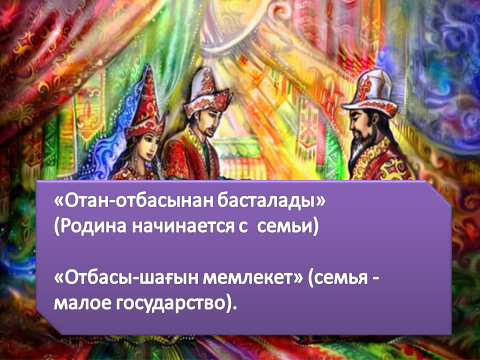 «Отан-отбасынан басталады»
(Родина начинается с  семьи)
«Отбасы-шағын мемлекет» (семья -
малое государство).